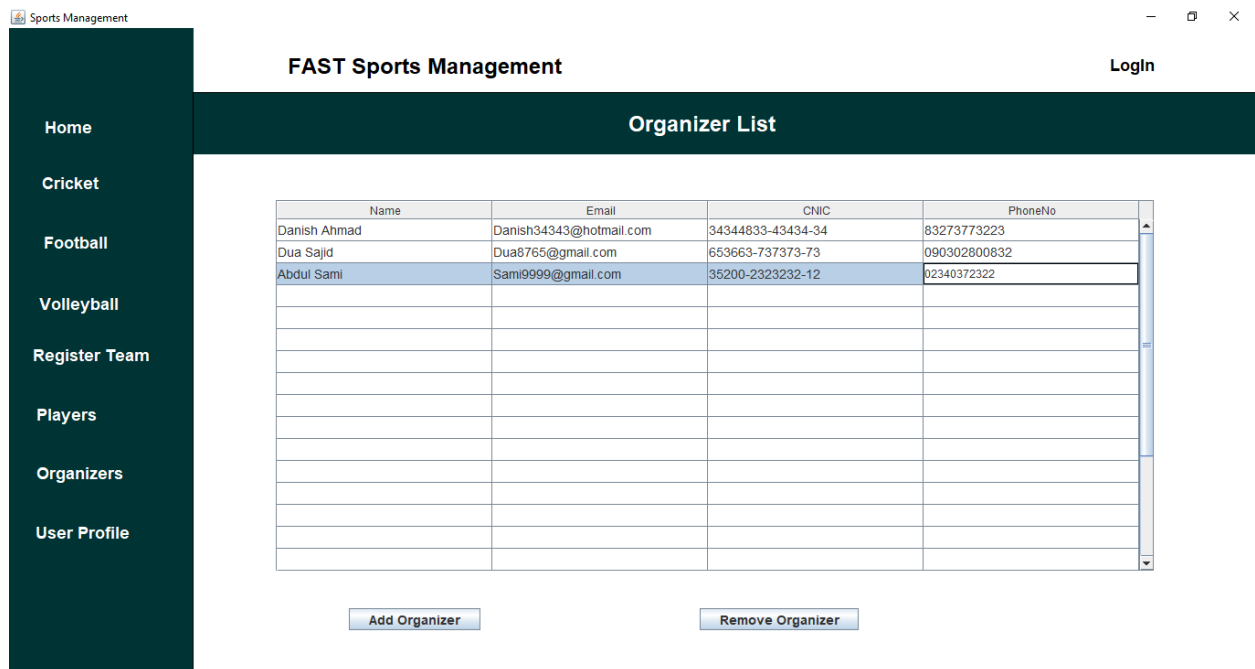 Sports Management
FAST Sports Management
LogIn
Home
Cricket
Football
Volleyball
Register Team
Players
Organizers
User Profile
Organizer List
Name Email CNIC PhoneNo
Danish Ahmad Danish34343@hotmail.com 34344833-43434-34 83273773223
Dua Sajid Dua8765@gmail.com 653663-737373-73 090302800832
Abdul Sami Sami9999@gmail.com 35200-2323232-12 02340372322
Add Organizer Remove Organizer